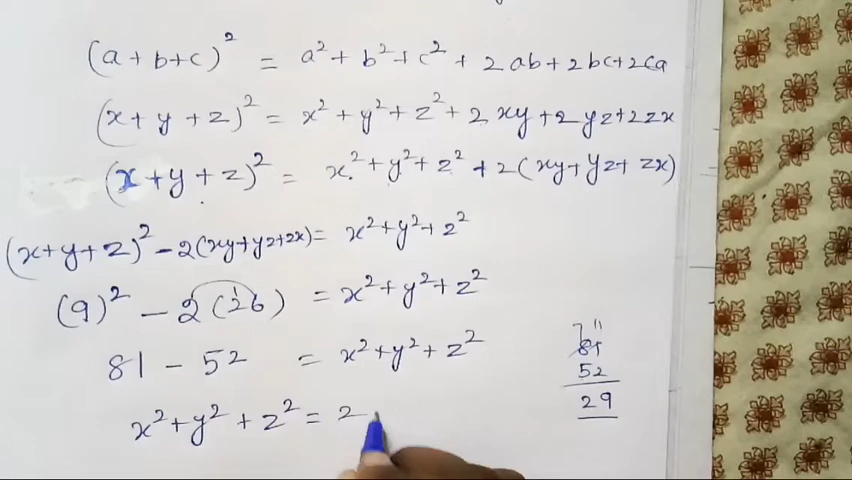 (a + b + c)² = a² + b² + c² + 2ab + 2bc + 2ca
(x + y + z)² = x² + y² + z² + 2xy + 2yz + 2zx
(x + y + z)² = x² + y² + z² + 2(xy + yz + zx)
(x + y + z)² - 2(xy + yz + zx) = x² + y² + z²
(9)² - 2(26) = x² + y² + z²
81 - 52 = x² + y² + z²
x² + y² + z² = 2
7 11
81
52
29